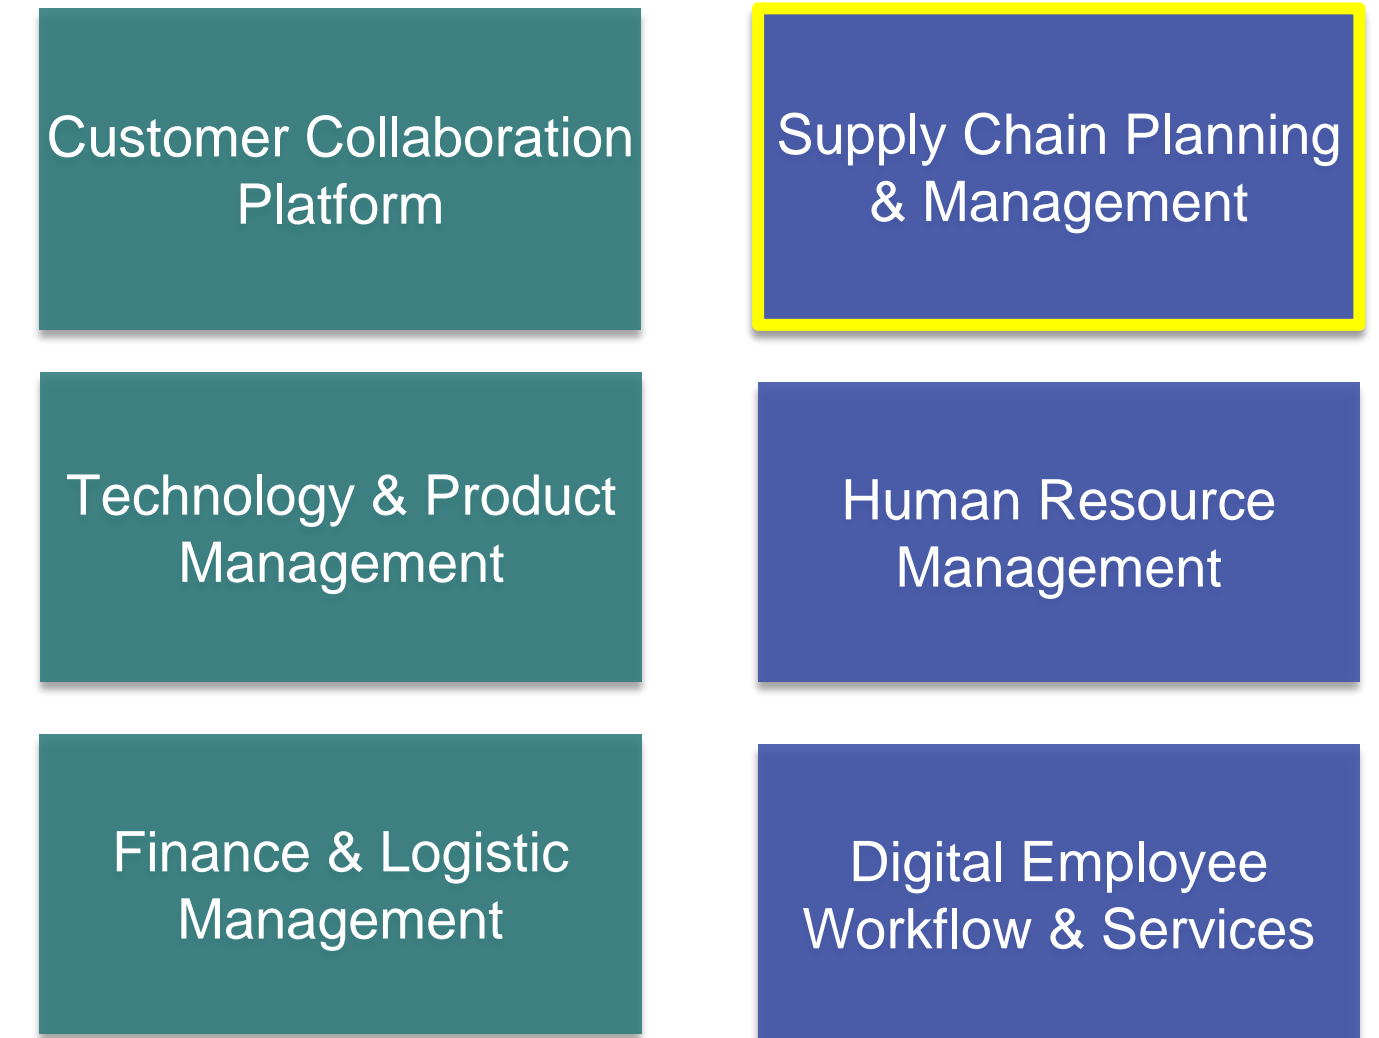 Customer Collaboration
Platform
Supply Chain Planning
& Management
Technology & Product
Management
Human Resource
Management
Finance & Logistic
Management
Digital Employee
Workflow & Services